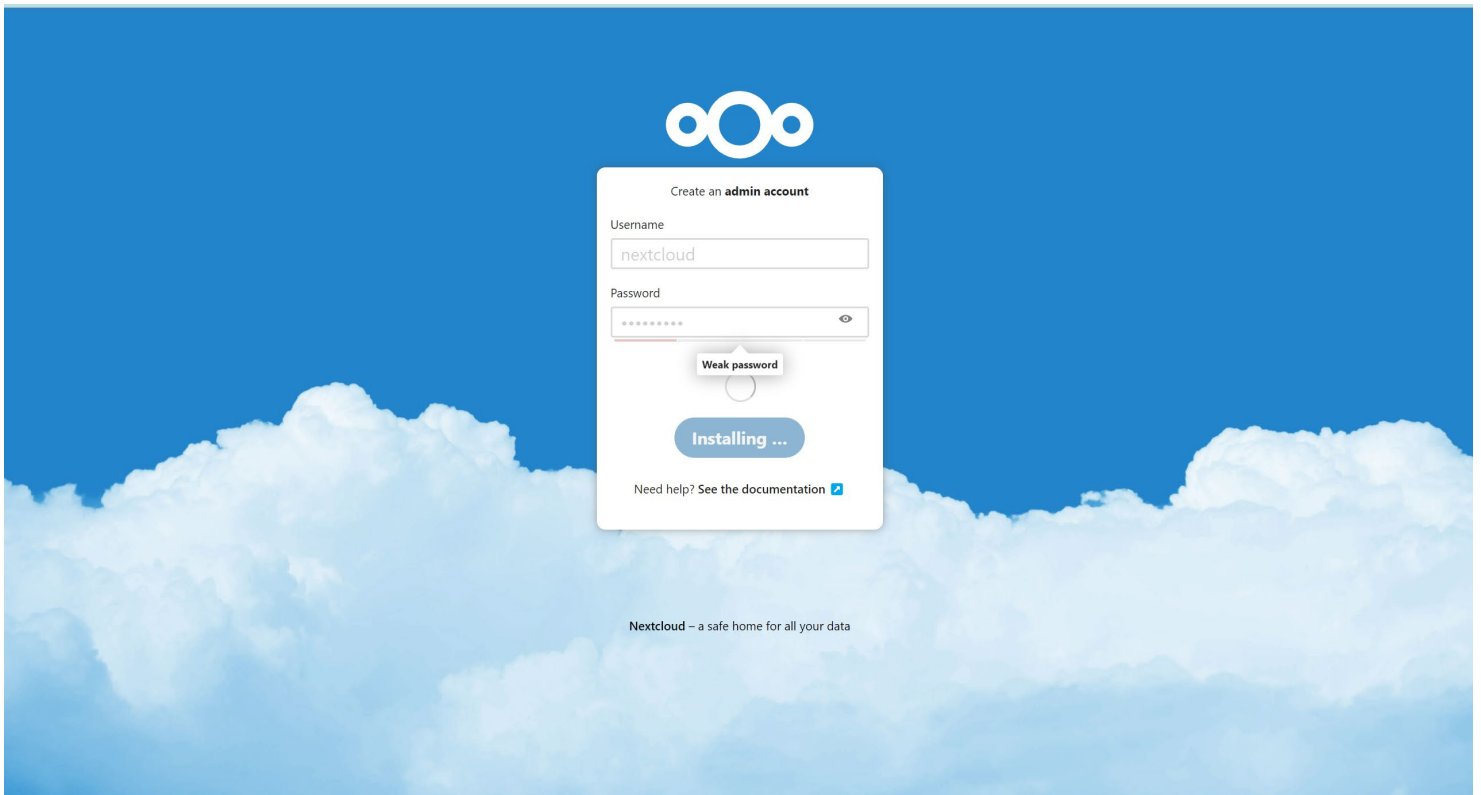 Create an admin account
Username
nextcloud
Password
Weak password
Installing ...
Need help? See the documentation
Nextcloud – a safe home for all your data